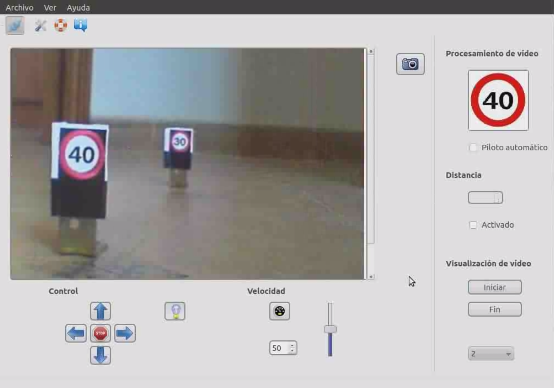 Archivo Ver Ayuda
Procesamiento de vídeo
40
Piloto automático
40
30
Distancia
Activado
Visualización de vídeo
Control
Velocidad
Iniciar
STOP
Fin
50
2